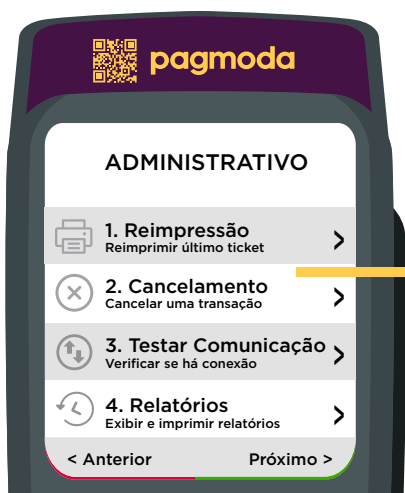 pagmoda
ADMINISTRATIVO
1. Reimpressão
Reimprimir último ticket
>
2. Cancelamento
Cancelar uma transação
>
3. Testar Comunicação
Verificar se há conexão
>
4. Relatórios
Exibir e imprimir relatórios
>
< Anterior Próximo >